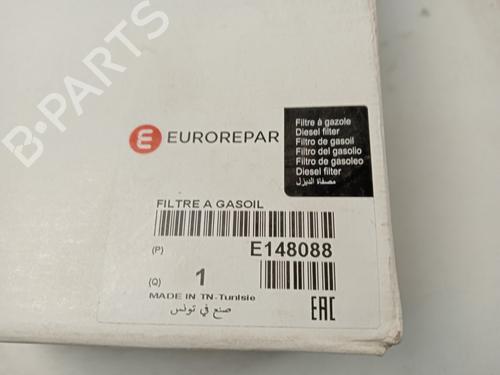 B-PARTS
EUROREPAR
Filtre à gazole
Diesel filter
Filtro de gasoil
Filtro del gasolio
Filtro de gasoleo
Diesel filter
مصفاة الديزل
FILTRE A GASOIL
(P)
E148088
(Q)
1
MADE IN TN-Tunisie
صنع في تونس
EAC